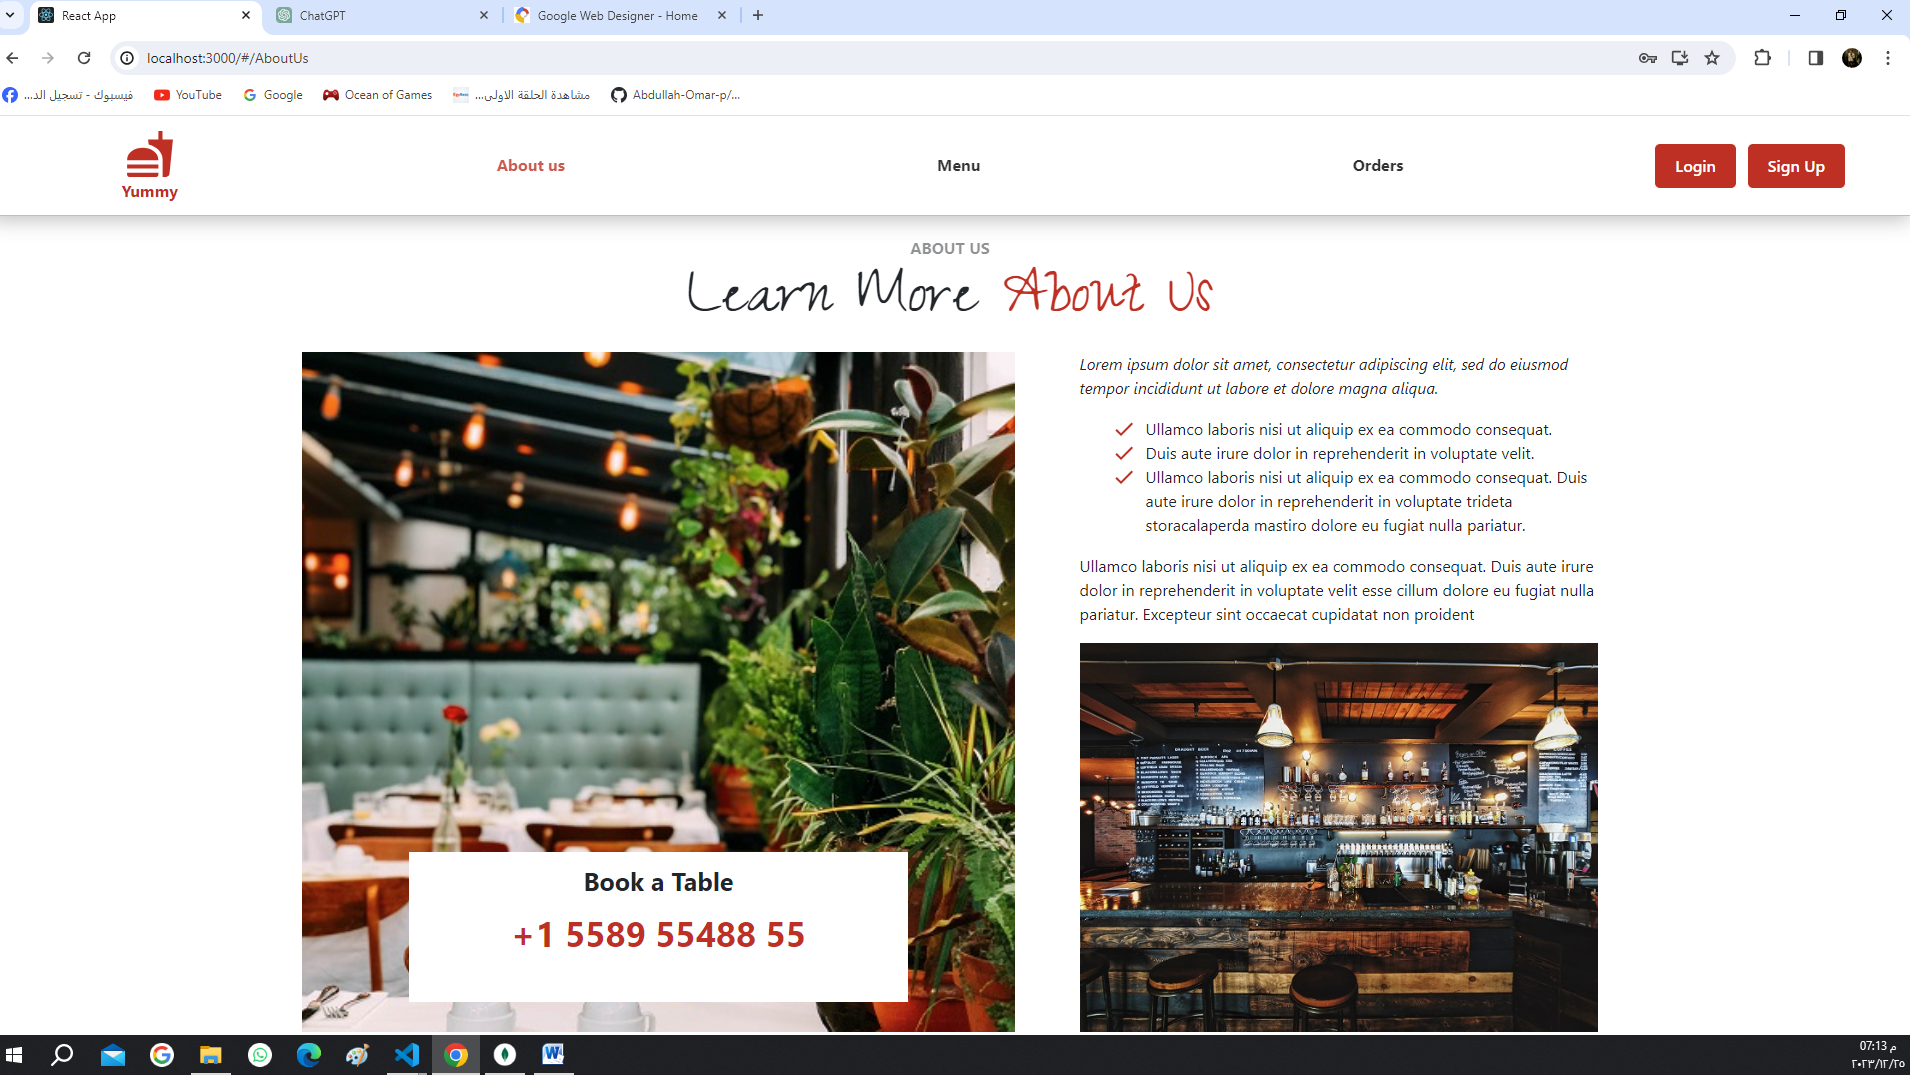 React App
ChatGPT
Google Web Designer - Home
localhost:3000/#/AboutUs
فيسبوك - تسجيل الد...
YouTube
Google
Ocean of Games
مشاهدة الحلقة الاولى...
Abdullah-Omar-p/...
Yummy
About us
Menu
Orders
Login
Sign Up
ABOUT US
Learn More About Us
Lorem ipsum dolor sit amet, consectetur adipiscing elit, sed do eiusmod
tempor incididunt ut labore et dolore magna aliqua.
Ullamco laboris nisi ut aliquip ex ea commodo consequat.
Duis aute irure dolor in reprehenderit in voluptate velit.
Ullamco laboris nisi ut aliquip ex ea commodo consequat. Duis
aute irure dolor in reprehenderit in voluptate trideta
storacalaperda mastiro dolore eu fugiat nulla pariatur.
Ullamco laboris nisi ut aliquip ex ea commodo consequat. Duis aute irure
dolor in reprehenderit in voluptate velit esse cillum dolore eu fugiat nulla
pariatur. Excepteur sint occaecat cupidatat non proident
DRAUGHT BEER
COFFEE
Book a Table
+1 5589 55488 55
07:13 م
٢٠٢٣/١٢/٢٥